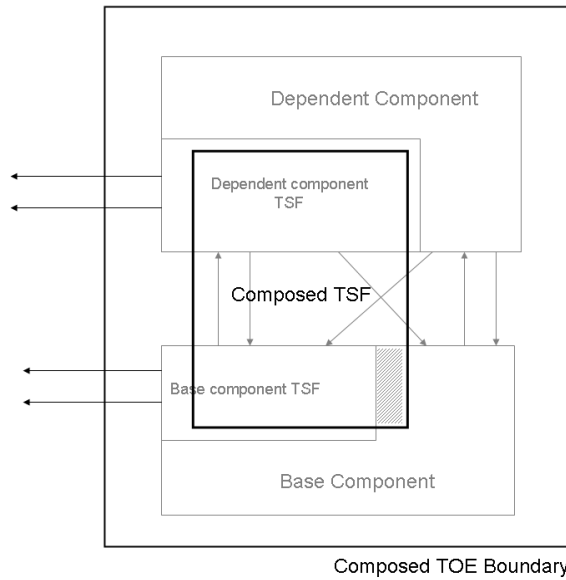 Dependent Component
Dependent component
TSF
Composed TSF
Base component TSF
Base Component
Composed TOE Boundary